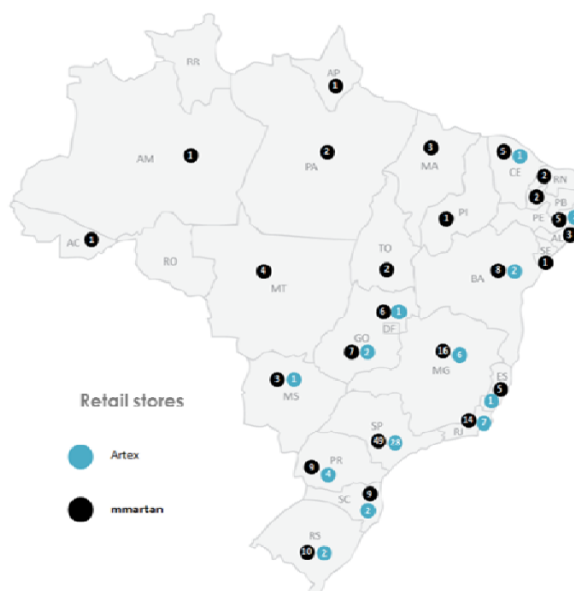 RR
AP
1
AM
1
PA
2
MA
3
5
1
CE
2
RN
2
PB
PE
5
AL
3
SE
1
PI
AC
1
RO
4
MT
TO
2
8
2
BA
6
1
DF
GO
7
2
16
6
MG
ES
5
1
3
1
MS
14
RJ
SP
49
28
9
PR
4
9
SC
2
RS
10
2
Retail stores
Artex
mmartan